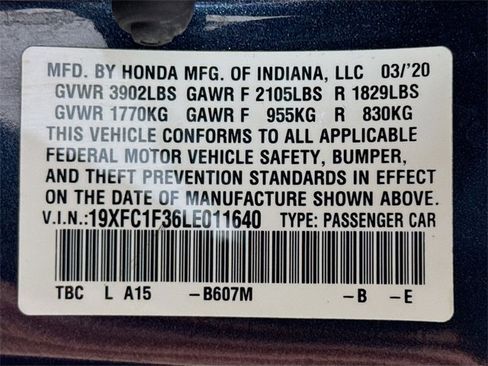 MFD. BY HONDA MFG. OF INDIANA, LLC 03/'20
GVWR 3902LBS GAWR F 2105LBS R 1829LBS
GVWR 1770KG GAWR F 955KG R 830KG
THIS VEHICLE CONFORMS TO ALL APPLICABLE
FEDERAL MOTOR VEHICLE SAFETY, BUMPER,
AND THEFT PREVENTION STANDARDS IN EFFECT
ON THE DATE OF MANUFACTURE SHOWN ABOVE.
V.I.N.:19XFC1F36LE011640 TYPE: PASSENGER CAR
TBC L A15 -B607M -B -E